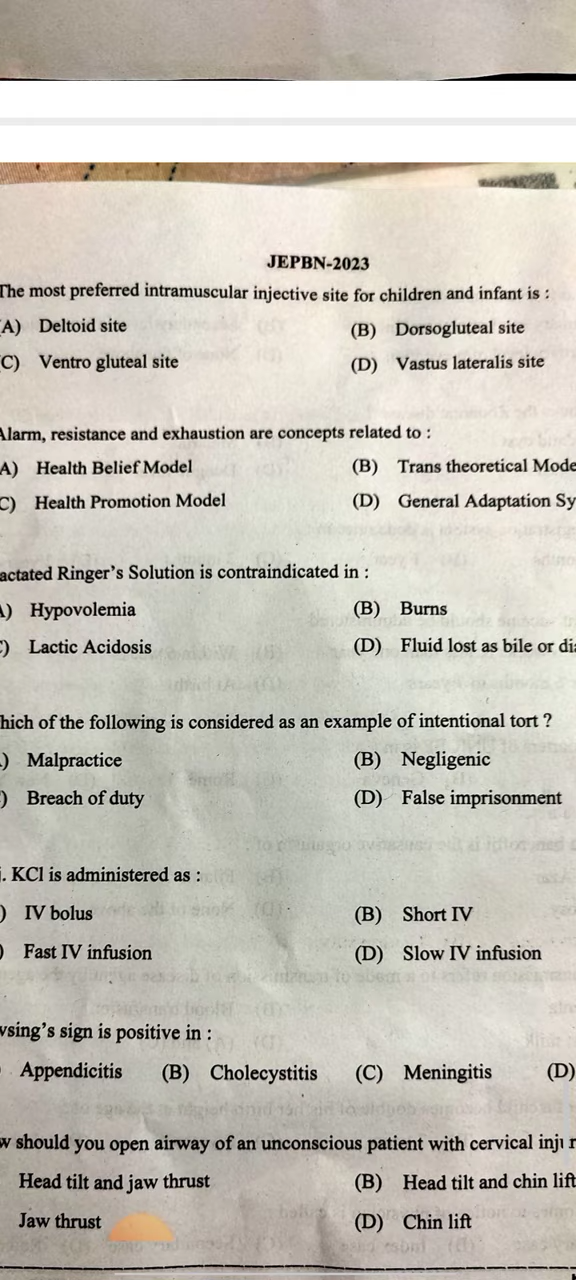 JEPBN-2023
The most preferred intramuscular injective site for children and infant is :
A) Deltoid site (B) Dorsogluteal site
C) Ventro gluteal site (D) Vastus lateralis site
Alarm, resistance and exhaustion are concepts related to :
A) Health Belief Model (B) Trans theoretical Mode
C) Health Promotion Model (D) General Adaptation Sy
actated Ringer's Solution is contraindicated in :
) Hypovolemia (B) Burns
) Lactic Acidosis (D) Fluid lost as bile or dia
hich of the following is considered as an example of intentional tort ?
) Malpractice (B) Negligenic
) Breach of duty (D) False imprisonment
. KCl is administered as :
) IV bolus (B) Short IV
) Fast IV infusion (D) Slow IV infusion
sing's sign is positive in :
Appendicitis (B) Cholecystitis (C) Meningitis (D)
w should you open airway of an unconscious patient with cervical inj r
Head tilt and jaw thrust (B) Head tilt and chin lift
Jaw thrust (D) Chin lift